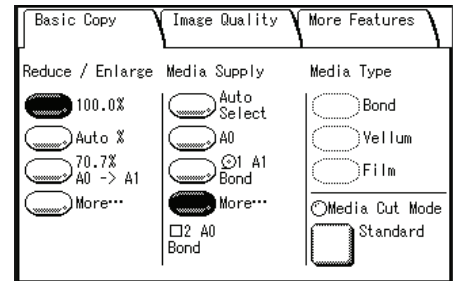 Basic Copy
Image Quality
More Features
Reduce / Enlarge
100.0%
Auto %
70.7%
A0 -> A1
More…
Media Supply
Auto
Select
A0
1 A1
Bond
More…
2 A0
Bond
Media Type
Bond
Vellum
Film
Media Cut Mode
Standard